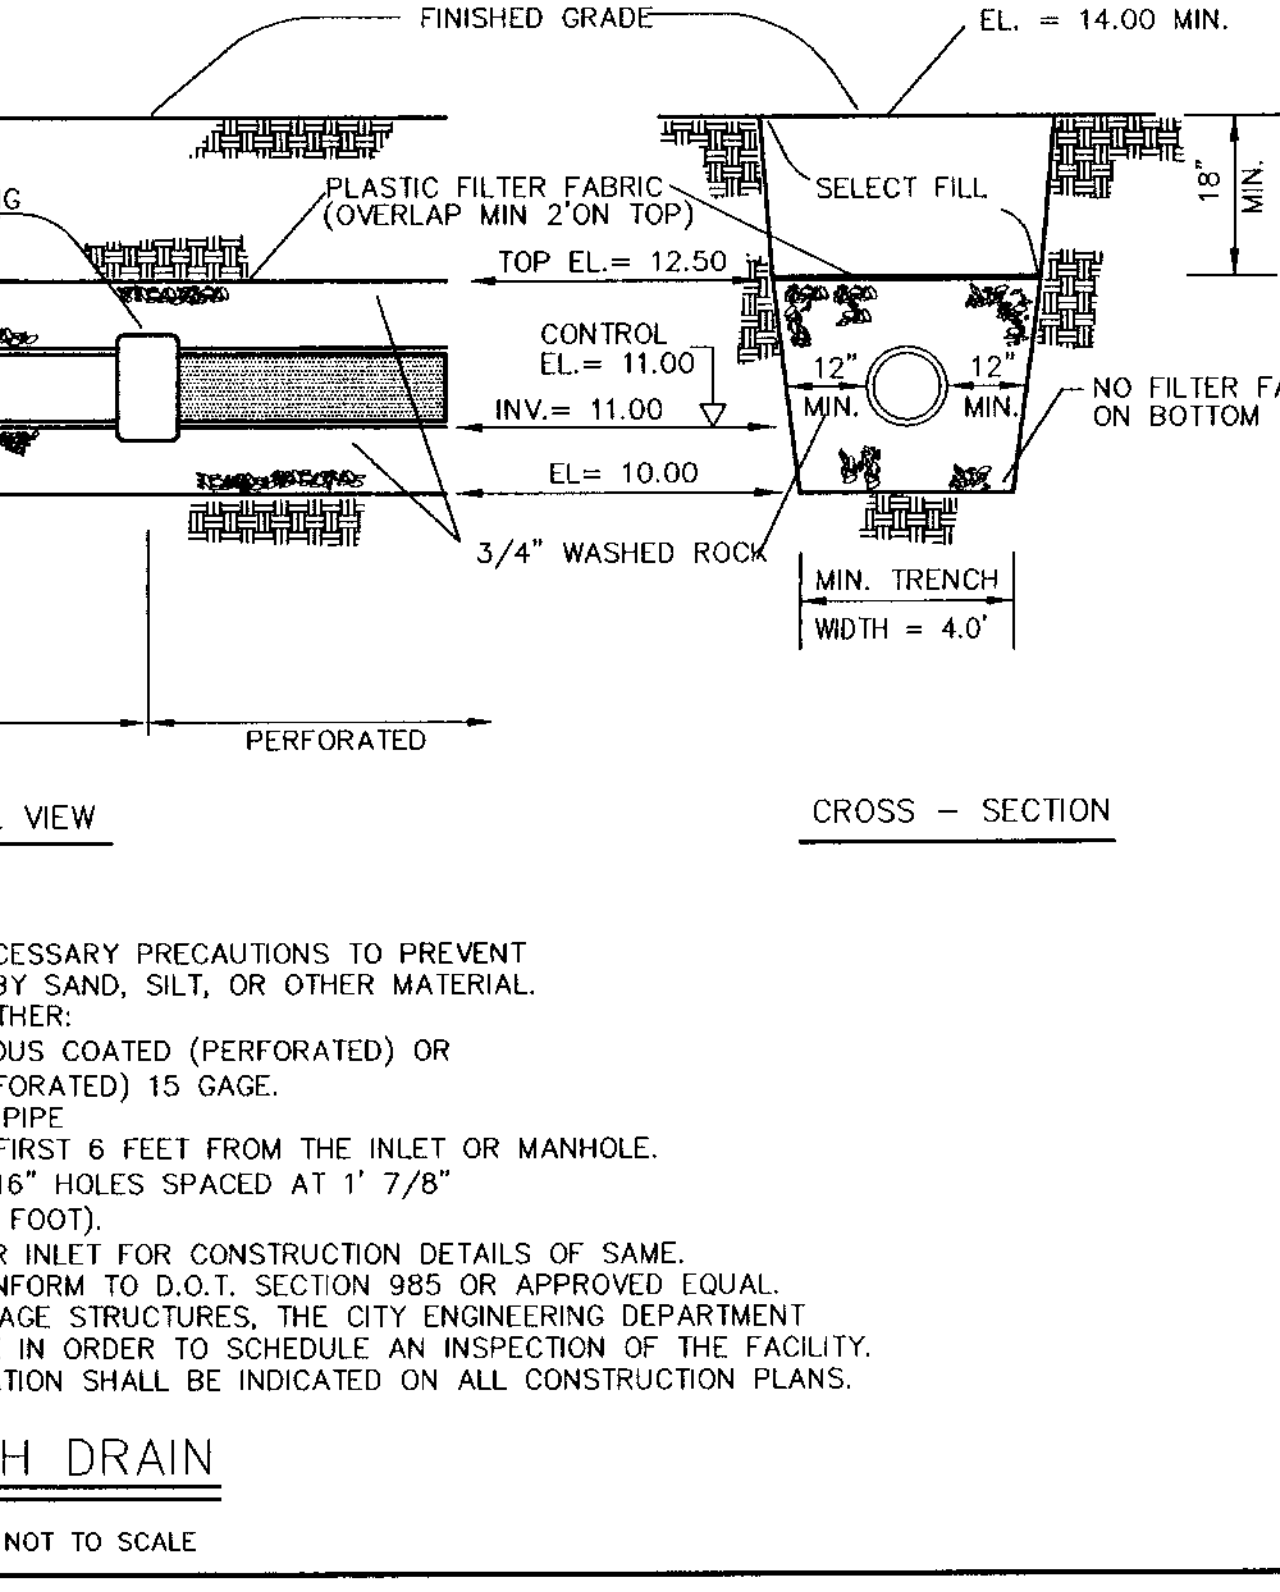 FINISHED GRADE
EL. = 14.00 MIN.
PLASTIC FILTER FABRIC
(OVERLAP MIN 2'ON TOP)
SELECT FILL
18"
MIN.
TOP EL.= 12.50
CONTROL
EL.= 11.00
INV.= 11.00
EL= 10.00
12"
MIN.
12"
MIN.
NO FILTER
ON BOTTOM
3/4" WASHED ROCK
MIN. TRENCH
WIDTH = 4.0'
PERFORATED
VIEW
CROSS - SECTION
CESSARY PRECAUTIONS TO PREVENT
BY SAND, SILT, OR OTHER MATERIAL.
THER:
OUS COATED (PERFORATED) OR
FORATED) 15 GAGE.
PIPE
FIRST 6 FEET FROM THE INLET OR MANHOLE.
16" HOLES SPACED AT 1' 7/8"
FOOT).
R INLET FOR CONSTRUCTION DETAILS OF SAME.
NFORM TO D.O.T. SECTION 985 OR APPROVED EQUAL.
AGE STRUCTURES, THE CITY ENGINEERING DEPARTMENT
IN ORDER TO SCHEDULE AN INSPECTION OF THE FACILITY.
TION SHALL BE INDICATED ON ALL CONSTRUCTION PLANS.
H DRAIN
NOT TO SCALE